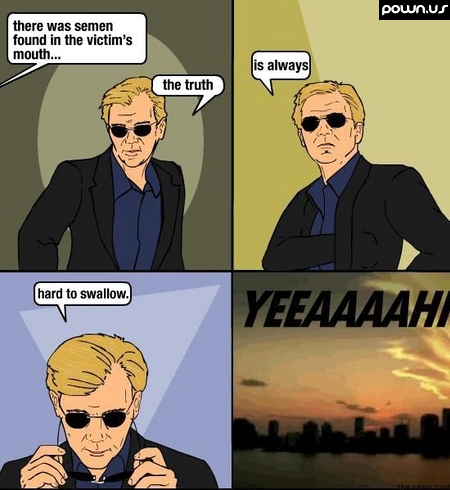 pown.us
there was semen
found in the victim's
mouth...
the truth
is always
hard to swallow.
YEEAAAAH